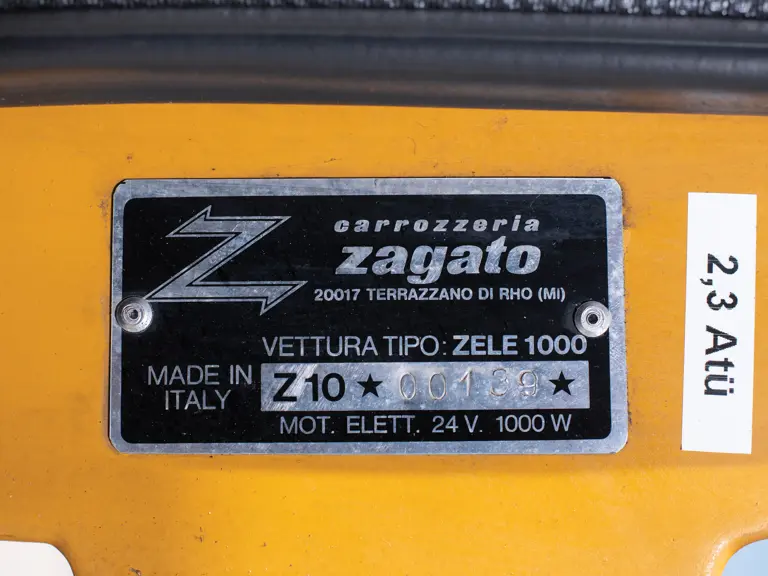 carrozzeria
zagato
20017 TERRAZZANO DI RHO (MI)
VETTURA TIPO: ZELE 1000
MADE IN
ITALY
Z10 ★ 00139 ★
MOT. ELETT. 24 V. 1000 W
2,3 Atü